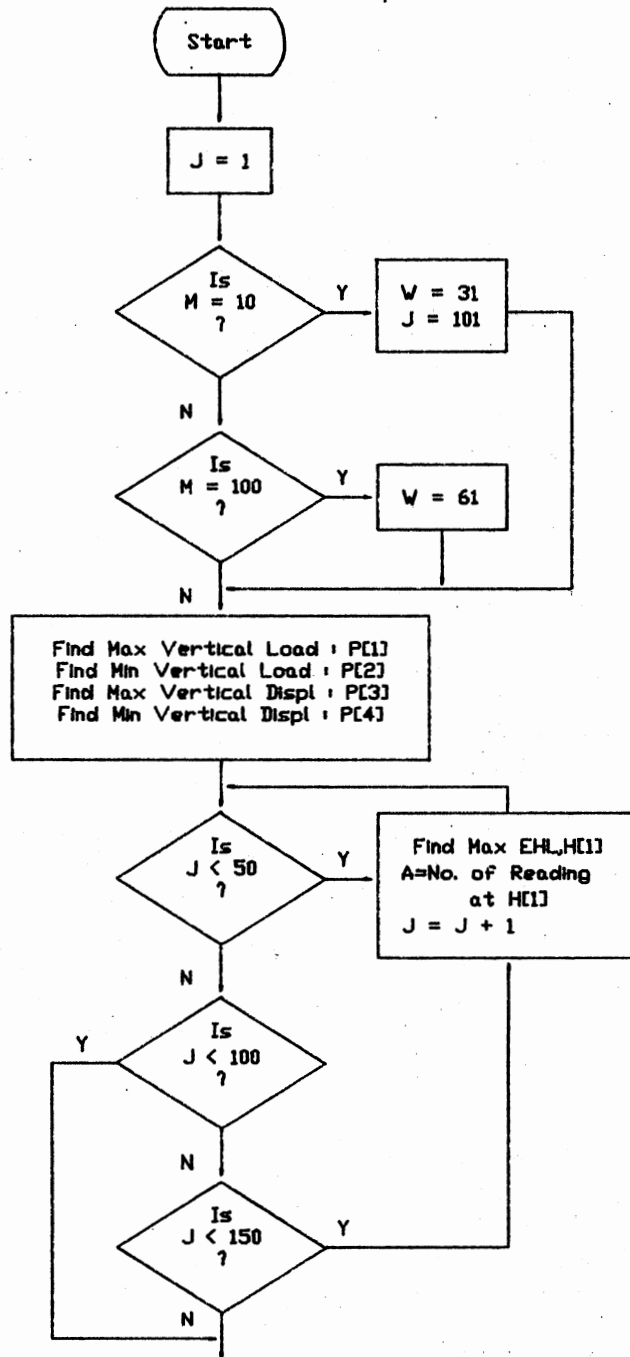 Start
J = 1
Is
M = 10
?
Y
W = 31
J = 101
N
Is
M = 100
?
Y
W = 61
N
Find Max Vertical Load : P[1]
Find Min Vertical Load : P[2]
Find Max Vertical Displ : P[3]
Find Min Vertical Displ : P[4]
Is
J < 50
?
Y
Find Max EHL,H[1]
A=No. of Reading
at H[1]
J = J + 1
N
Y
Is
J < 100
?
N
Is
J < 150
?
Y
N